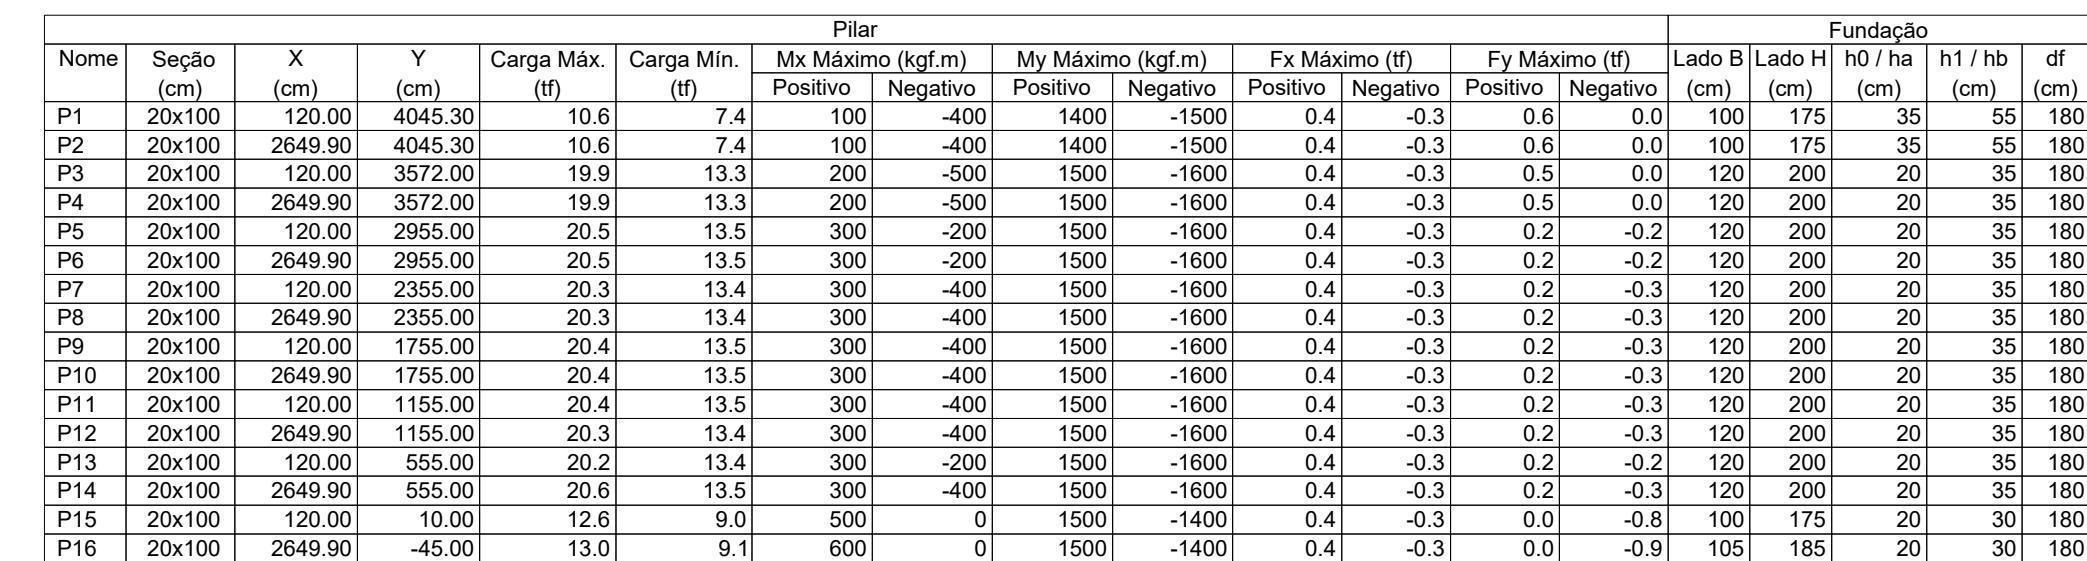 Pilar Fundação
Nome Seção X Y Carga Máx. Carga Mín. Mx Máximo (kgf.m) My Máximo (kgf.m) Fx Máximo (tf) Fy Máximo (tf) Lado B Lado H h0 / ha h1 / hb df
(cm) (cm) (cm) (tf) (tf) Positivo Negativo Positivo Negativo Positivo Negativo Positivo Negativo (cm) (cm) (cm) (cm) (cm)
P1 20x100 120.00 4045.30 10.6 7.4 100 -400 1400 -1500 0.4 -0.3 0.6 0.0 100 175 35 55 180
P2 20x100 2649.90 4045.30 10.6 7.4 100 -400 1400 -1500 0.4 -0.3 0.6 0.0 100 175 35 55 180
P3 20x100 120.00 3572.00 19.9 13.3 200 -500 1500 -1600 0.4 -0.3 0.5 0.0 120 200 20 35 180
P4 20x100 2649.90 3572.00 19.9 13.3 200 -500 1500 -1600 0.4 -0.3 0.5 0.0 120 200 20 35 180
P5 20x100 120.00 2955.00 20.5 13.5 300 -200 1500 -1600 0.4 -0.3 0.2 -0.2 120 200 20 35 180
P6 20x100 2649.90 2955.00 20.5 13.5 300 -200 1500 -1600 0.4 -0.3 0.2 -0.2 120 200 20 35 180
P7 20x100 120.00 2355.00 20.3 13.4 300 -400 1500 -1600 0.4 -0.3 0.2 -0.3 120 200 20 35 180
P8 20x100 2649.90 2355.00 20.3 13.4 300 -400 1500 -1600 0.4 -0.3 0.2 -0.3 120 200 20 35 180
P9 20x100 120.00 1755.00 20.4 13.5 300 -400 1500 -1600 0.4 -0.3 0.2 -0.3 120 200 20 35 180
P10 20x100 2649.90 1755.00 20.4 13.5 300 -400 1500 -1600 0.4 -0.3 0.2 -0.3 120 200 20 35 180
P11 20x100 120.00 1155.00 20.4 13.5 300 -400 1500 -1600 0.4 -0.3 0.2 -0.3 120 200 20 35 180
P12 20x100 2649.90 1155.00 20.3 13.4 300 -400 1500 -1600 0.4 -0.3 0.2 -0.3 120 200 20 35 180
P13 20x100 120.00 555.00 20.2 13.4 300 -200 1500 -1600 0.4 -0.3 0.2 -0.2 120 200 20 35 180
P14 20x100 2649.90 555.00 20.6 13.5 300 -400 1500 -1600 0.4 -0.3 0.2 -0.3 120 200 20 35 180
P15 20x100 120.00 10.00 12.6 9.0 500 0 1500 -1400 0.4 -0.3 0.0 -0.8 100 175 20 30 180
P16 20x100 2649.90 -45.00 13.0 9.1 600 0 1500 -1400 0.4 -0.3 0.0 -0.9 105 185 20 30 180